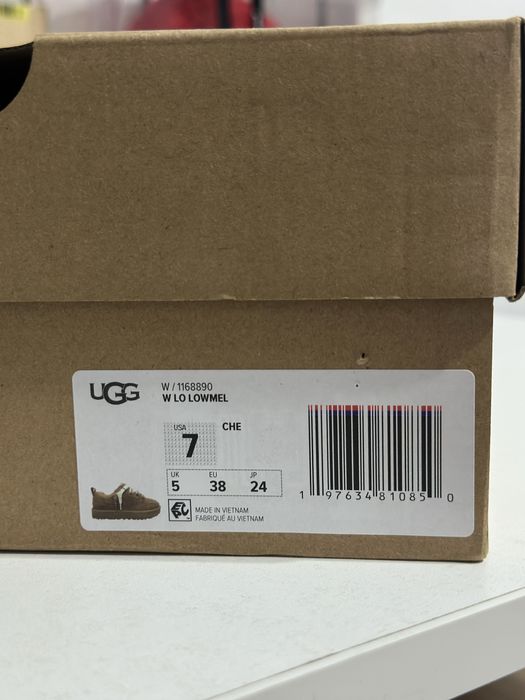 UGG
W / 1168890
W LO LOWMEL
USA
7
CHE
UK EU JP
5 38 24
MADE IN VIETNAM
FABRIQUÉ AU VIETNAM
1 97634 81085 0